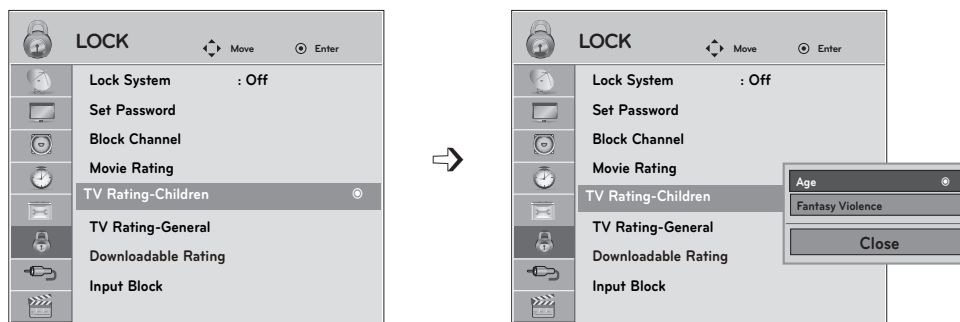 LOCK
Move Enter
Lock System : Off
Set Password
Block Channel
Movie Rating
TV Rating-Children
TV Rating-General
Downloadable Rating
Input Block
LOCK
Move Enter
Lock System : Off
Set Password
Block Channel
Movie Rating
TV Rating-Children
TV Rating-General
Downloadable Rating
Input Block
Age
Fantasy Violence
Close